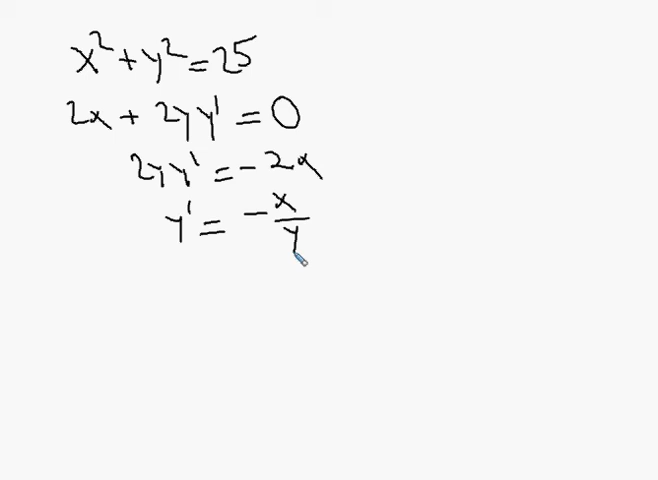 x² + y² = 25
2x + 2yy' = 0
2yy' = -2x
y' = -x/y